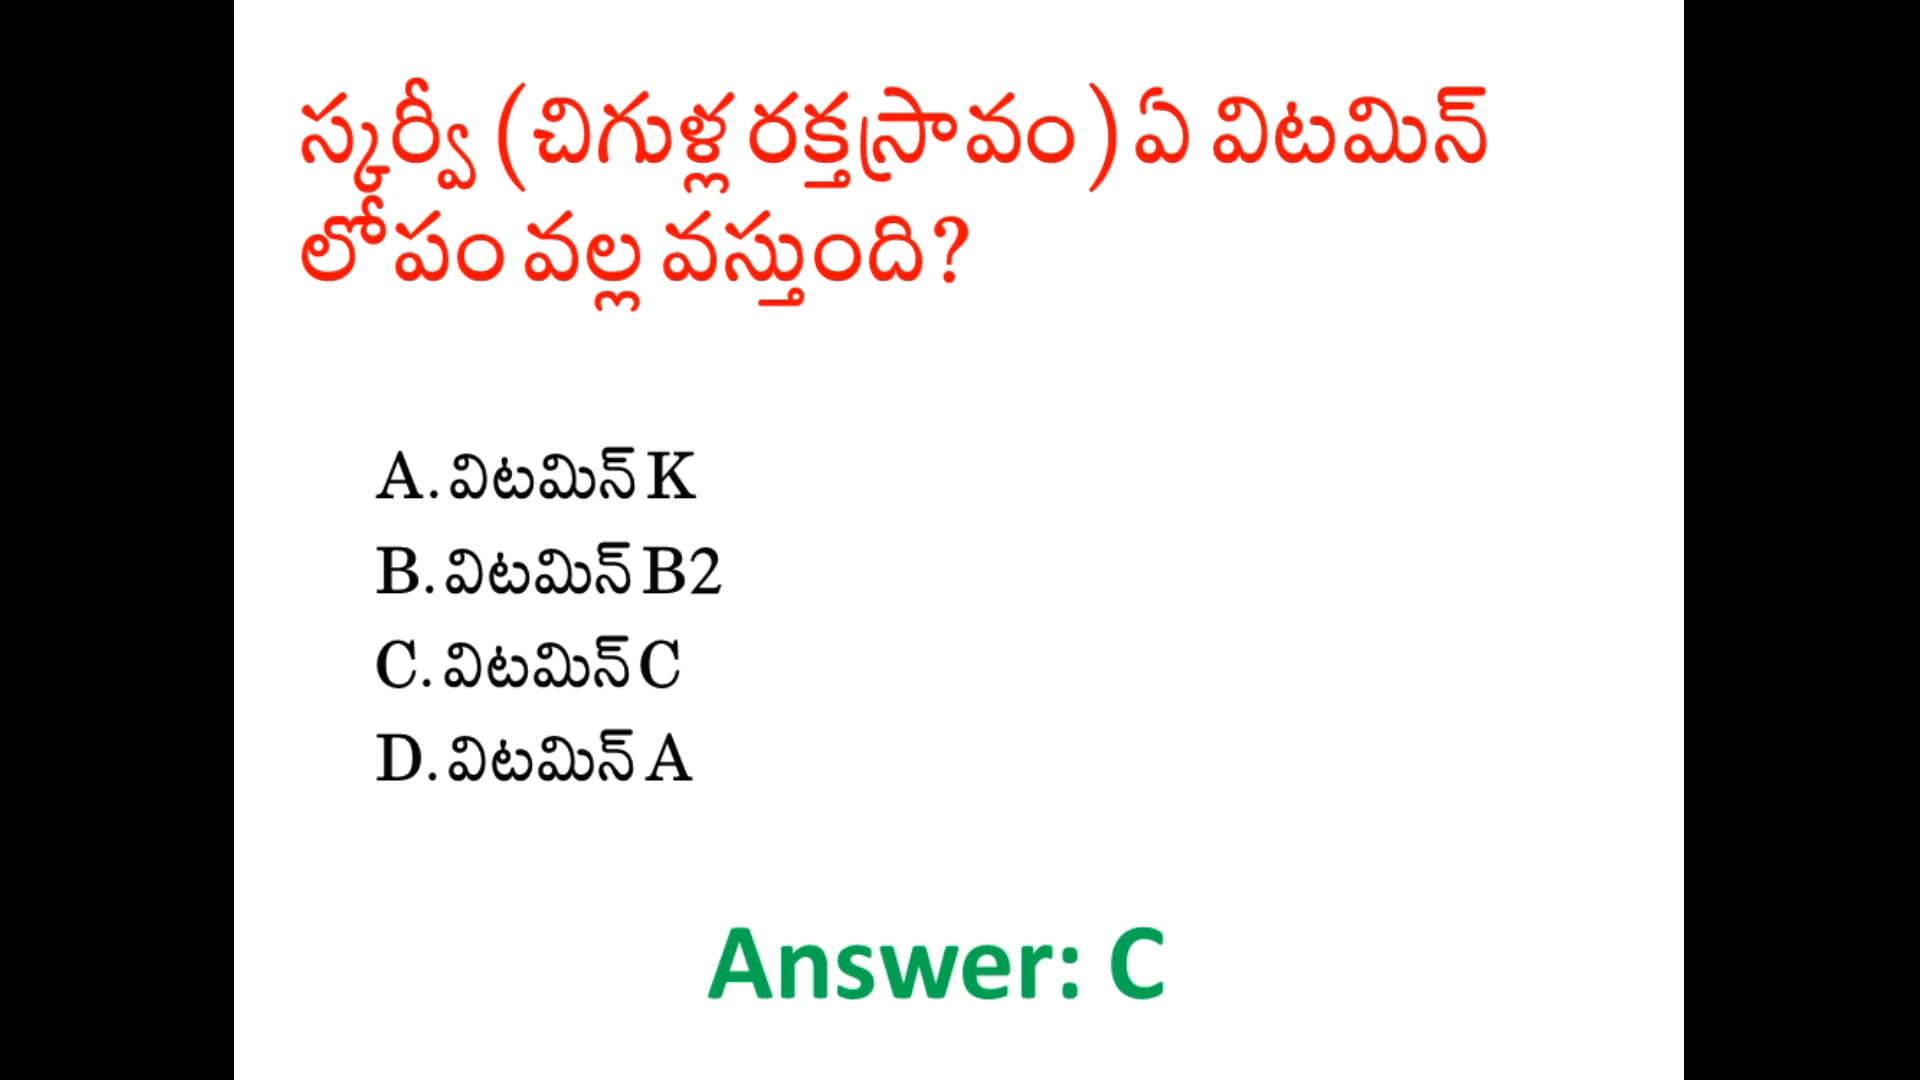 స్కర్వీ (చిగుళ్ల రక్తస్రావం) ఏ విటమిన్
లోపం వల్ల వస్తుంది?
A. విటమిన్ K
B. విటమిన్ B2
C. విటమిన్ C
D. విటమిన్ A
Answer: C